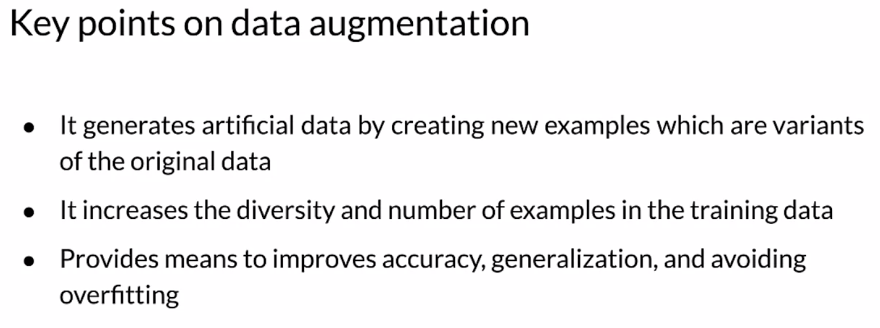 Key points on data augmentation
● It generates artificial data by creating new examples which are variants
of the original data
● It increases the diversity and number of examples in the training data
● Provides means to improves accuracy, generalization, and avoiding
overfitting